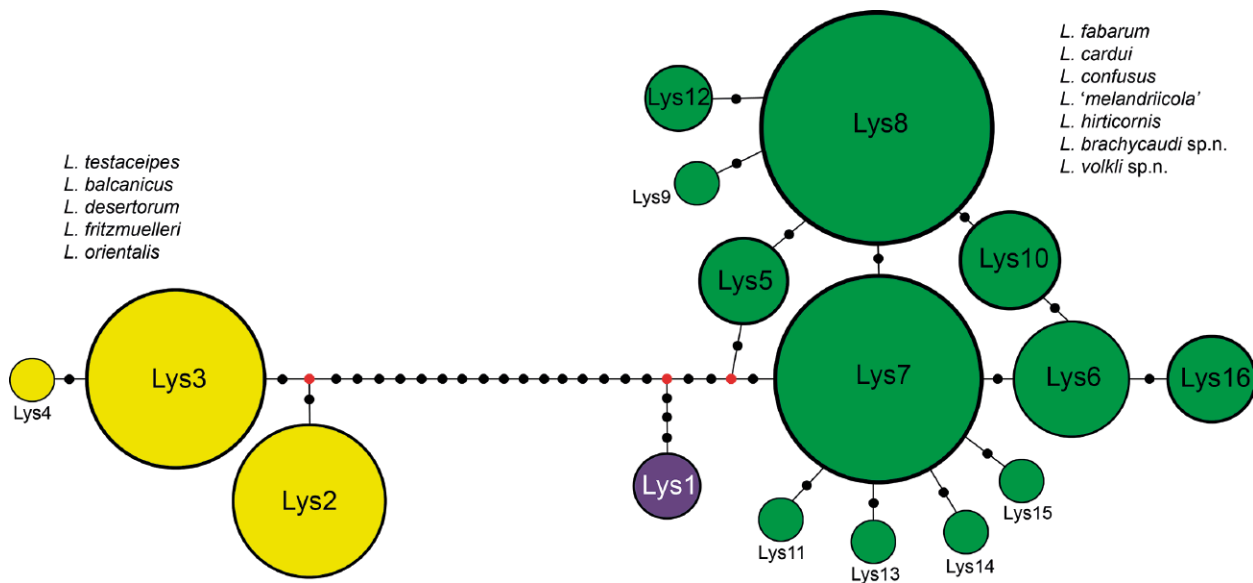 L. testaceipes
L. balcanicus
L. desertorum
L. fritzmuelleri
L. orientalis
L. fabarum
L. cardui
L. confusus
L. ‘melandriicola’
L. hirticornis
L. brachycaudi sp.n.
L. volkli sp.n.
Lys12
Lys8
Lys9
Lys5
Lys10
Lys4
Lys3
Lys2
Lys1
Lys7
Lys6
Lys16
Lys11
Lys13
Lys14
Lys15